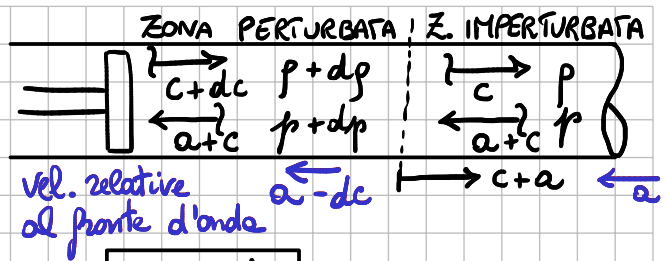 ZONA PERTURBATA Z. IMPERTURBATA
c+dc ρ+dρ c ρ
a+c p+dp a+c p
vel. relative a-dc c+a a
al fronte d'onda